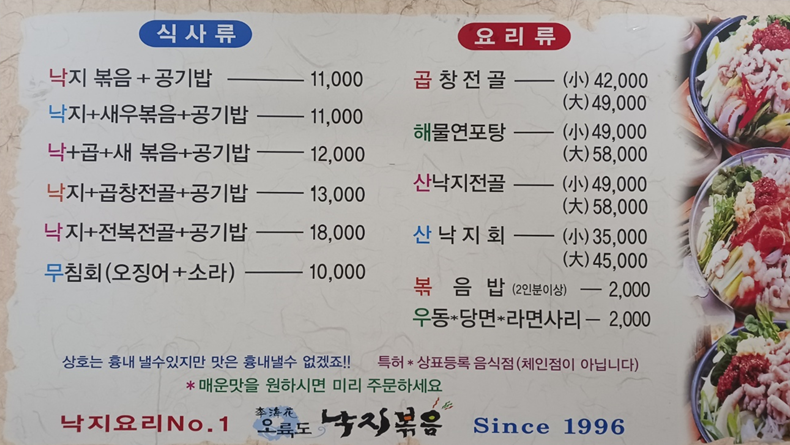 식사류
낙지 볶음+공기밥 11,000
낙지+새우볶음+공기밥 11,000
낙+곱+새 볶음+공기밥 12,000
낙지+곱창전골+공기밥 13,000
낙지+전복전골+공기밥 18,000
무침회(오징어+소라) 10,000
요리류
곱창전골 (小) 42,000
(大) 49,000
해물연포탕 (小) 49,000
(大) 58,000
산낙지전골 (小) 49,000
(大) 58,000
산낙지회 (小) 35,000
(大) 45,000
볶음밥 (2인분이상) 2,000
우동*당면*라면사리 2,000
상호는 흉내 낼수있지만 맛은 흉내낼수 없겠죠!! 특허*상표등록 음식점(체인점이 아닙니다)
*매운맛을 원하시면 미리 주문하세요
낙지요리No.1 오륙도 낙지볶음 Since 1996